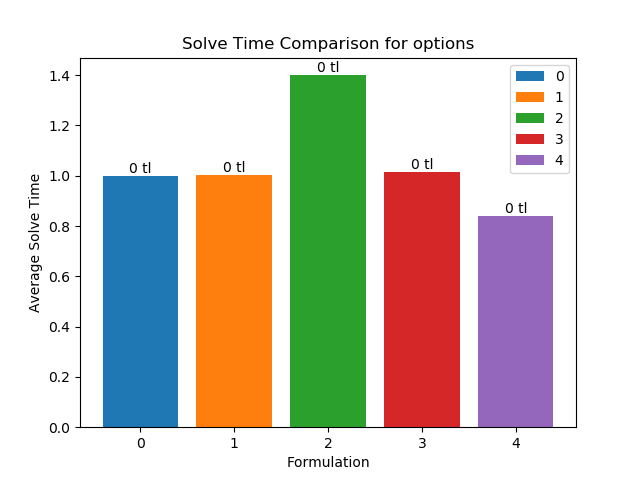 Solve Time Comparison for options
Average Solve Time
1.4
1.2
1.0
0.8
0.6
0.4
0.2
0.0
0 tl
0 tl
0 tl
0 tl
0 tl
0
1
2
3
4
0 1 2 3 4
Formulation